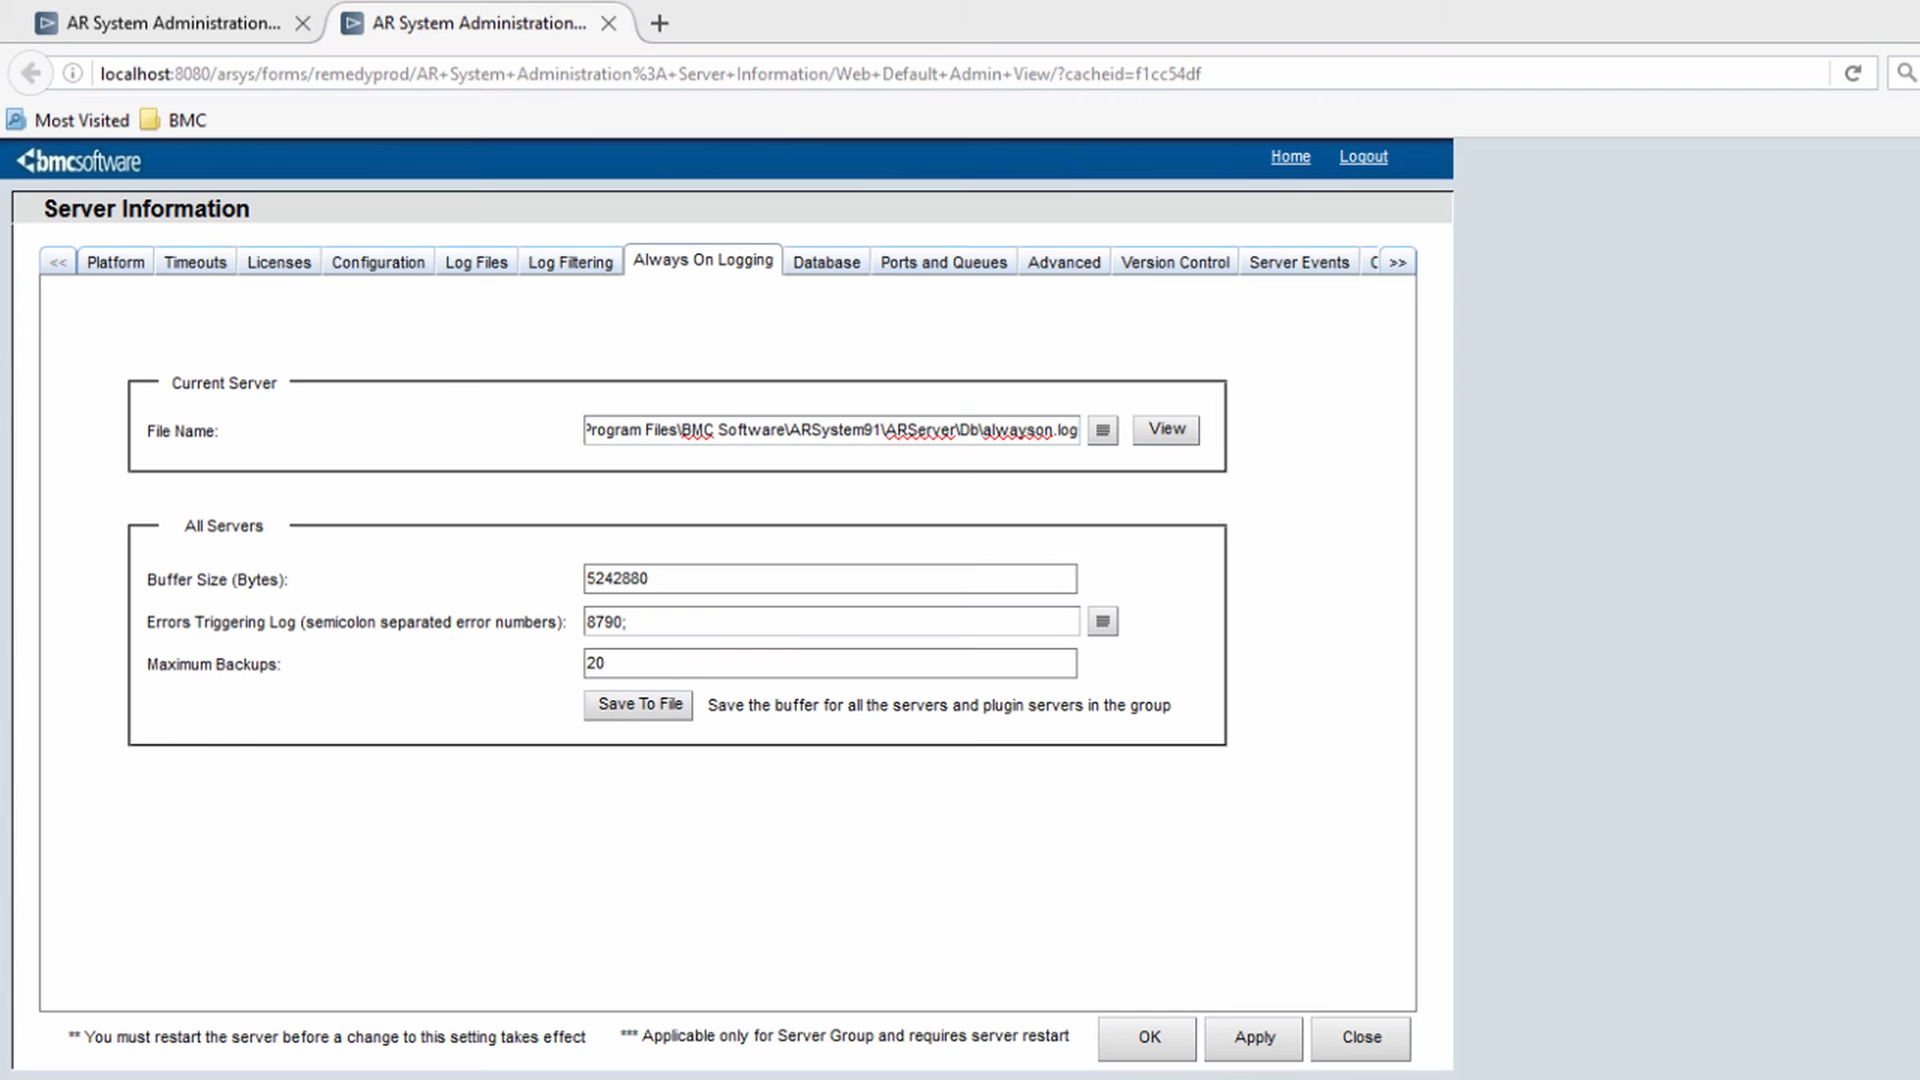 AR System Administration...
AR System Administration...
localhost:8080/arsys/forms/remedyprod/AR+System+Administration%3A+Server+Information/Web+Default+Admin+View/?cacheid=f1cc54df
Most Visited BMC
bmcsoftware Home Logout
Server Information
<< Platform Timeouts Licenses Configuration Log Files Log Filtering Always On Logging Database Ports and Queues Advanced Version Control Server Events >>
Current Server
File Name: Program Files\BMC Software\ARSystem91\ARServer\Db\alwayson.log View
All Servers
Buffer Size (Bytes): 5242880
Errors Triggering Log (semicolon separated error numbers): 8790;
Maximum Backups: 20
Save To File Save the buffer for all the servers and plugin servers in the group
** You must restart the server before a change to this setting takes effect *** Applicable only for Server Group and requires server restart OK Apply Close